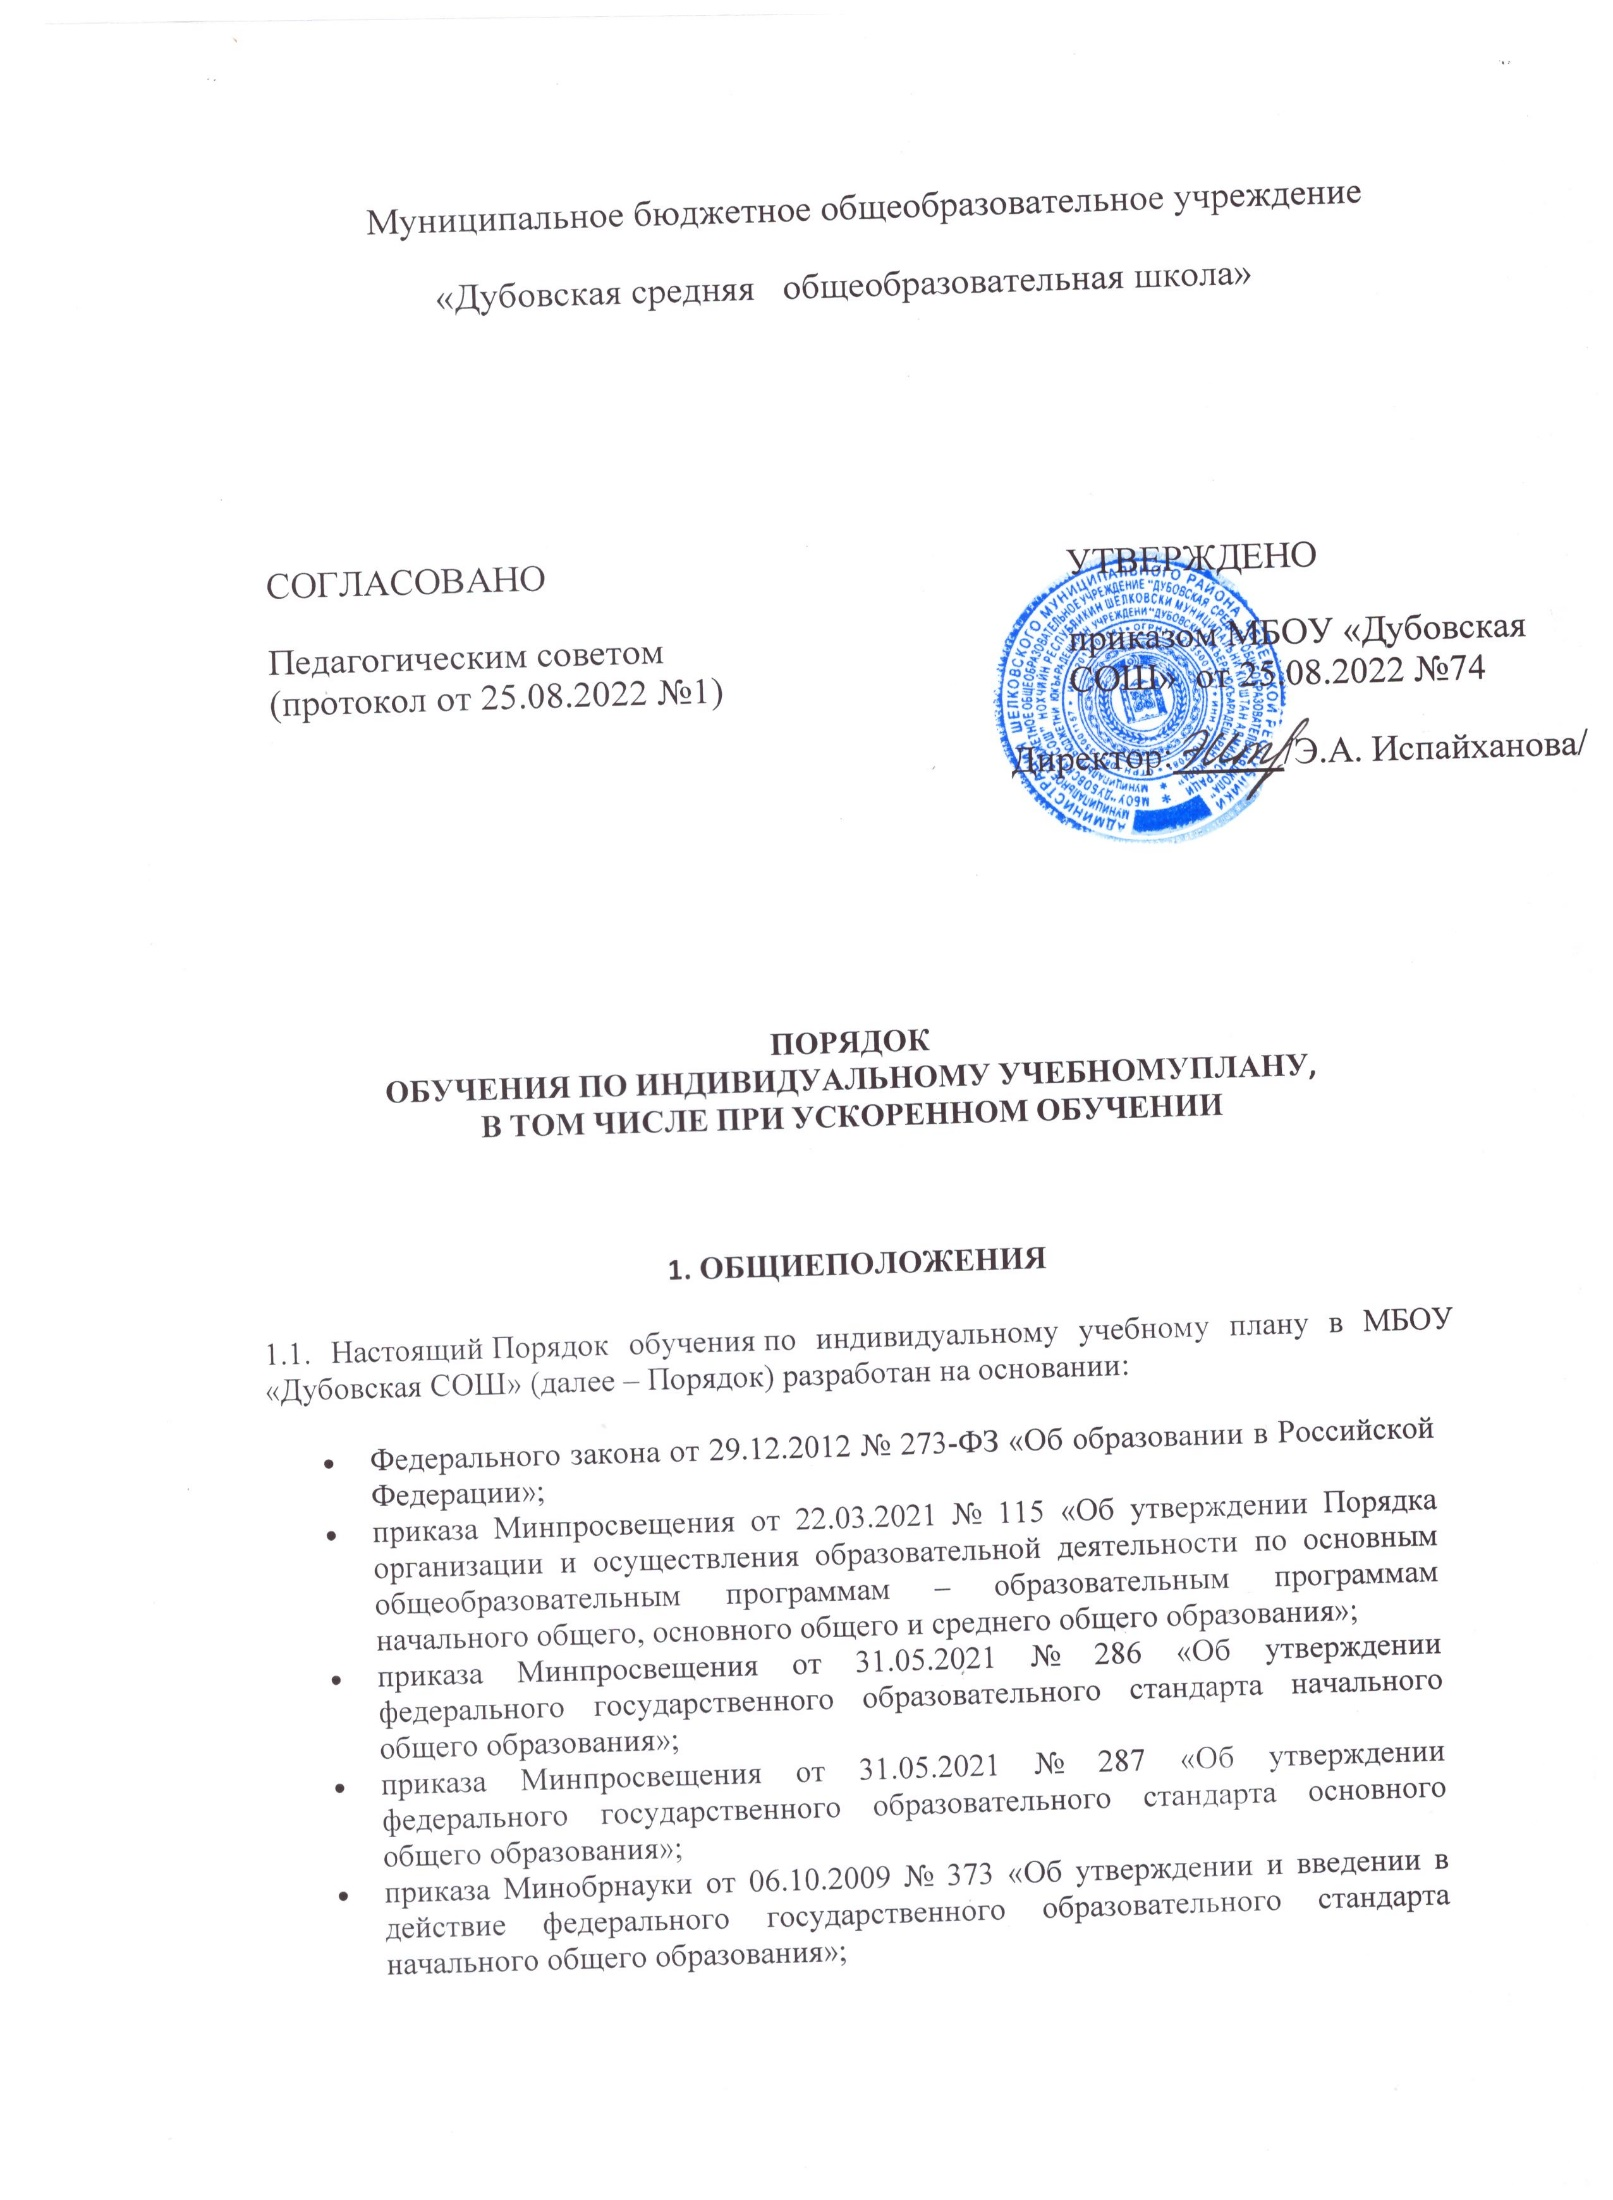 Муниципальное бюджетное общеобразовательное учреждение
«Дубовская средняя общеобразовательная школа»
СОГЛАСОВАНО
Педагогическим советом
(протокол от 25.08.2022 №1)
УТВЕРЖДЕНО
приказом МБОУ «Дубовская
СОШ» от 25.08.2022 №74
Директор: /Э.А. Испайханова/
ПОРЯДОК
ОБУЧЕНИЯ ПО ИНДИВИДУАЛЬНОМУ УЧЕБНОМУПЛАНУ,
В ТОМ ЧИСЛЕ ПРИ УСКОРЕННОМ ОБУЧЕНИИ
1. ОБЩИЕПОЛОЖЕНИЯ
1.1. Настоящий Порядок обучения по индивидуальному учебному плану в МБОУ
«Дубовская СОШ» (далее – Порядок) разработан на основании:
• Федерального закона от 29.12.2012 № 273-ФЗ «Об образовании в Российской
Федерации»;
• приказа Минпросвещения от 22.03.2021 № 115 «Об утверждении Порядка
организации и осуществления образовательной деятельности по основным
общеобразовательным программам – образовательным программам
начального общего, основного общего и среднего общего образования»;
• приказа Минпросвещения от 31.05.2021 № 286 «Об утверждении
федерального государственного образовательного стандарта начального
общего образования»;
• приказа Минпросвещения от 31.05.2021 № 287 «Об утверждении
федерального государственного образовательного стандарта основного
общего образования»;
• приказа Минобрнауки от 06.10.2009 № 373 «Об утверждении и введении в
действие федерального государственного образовательного стандарта
начального общего образования»;